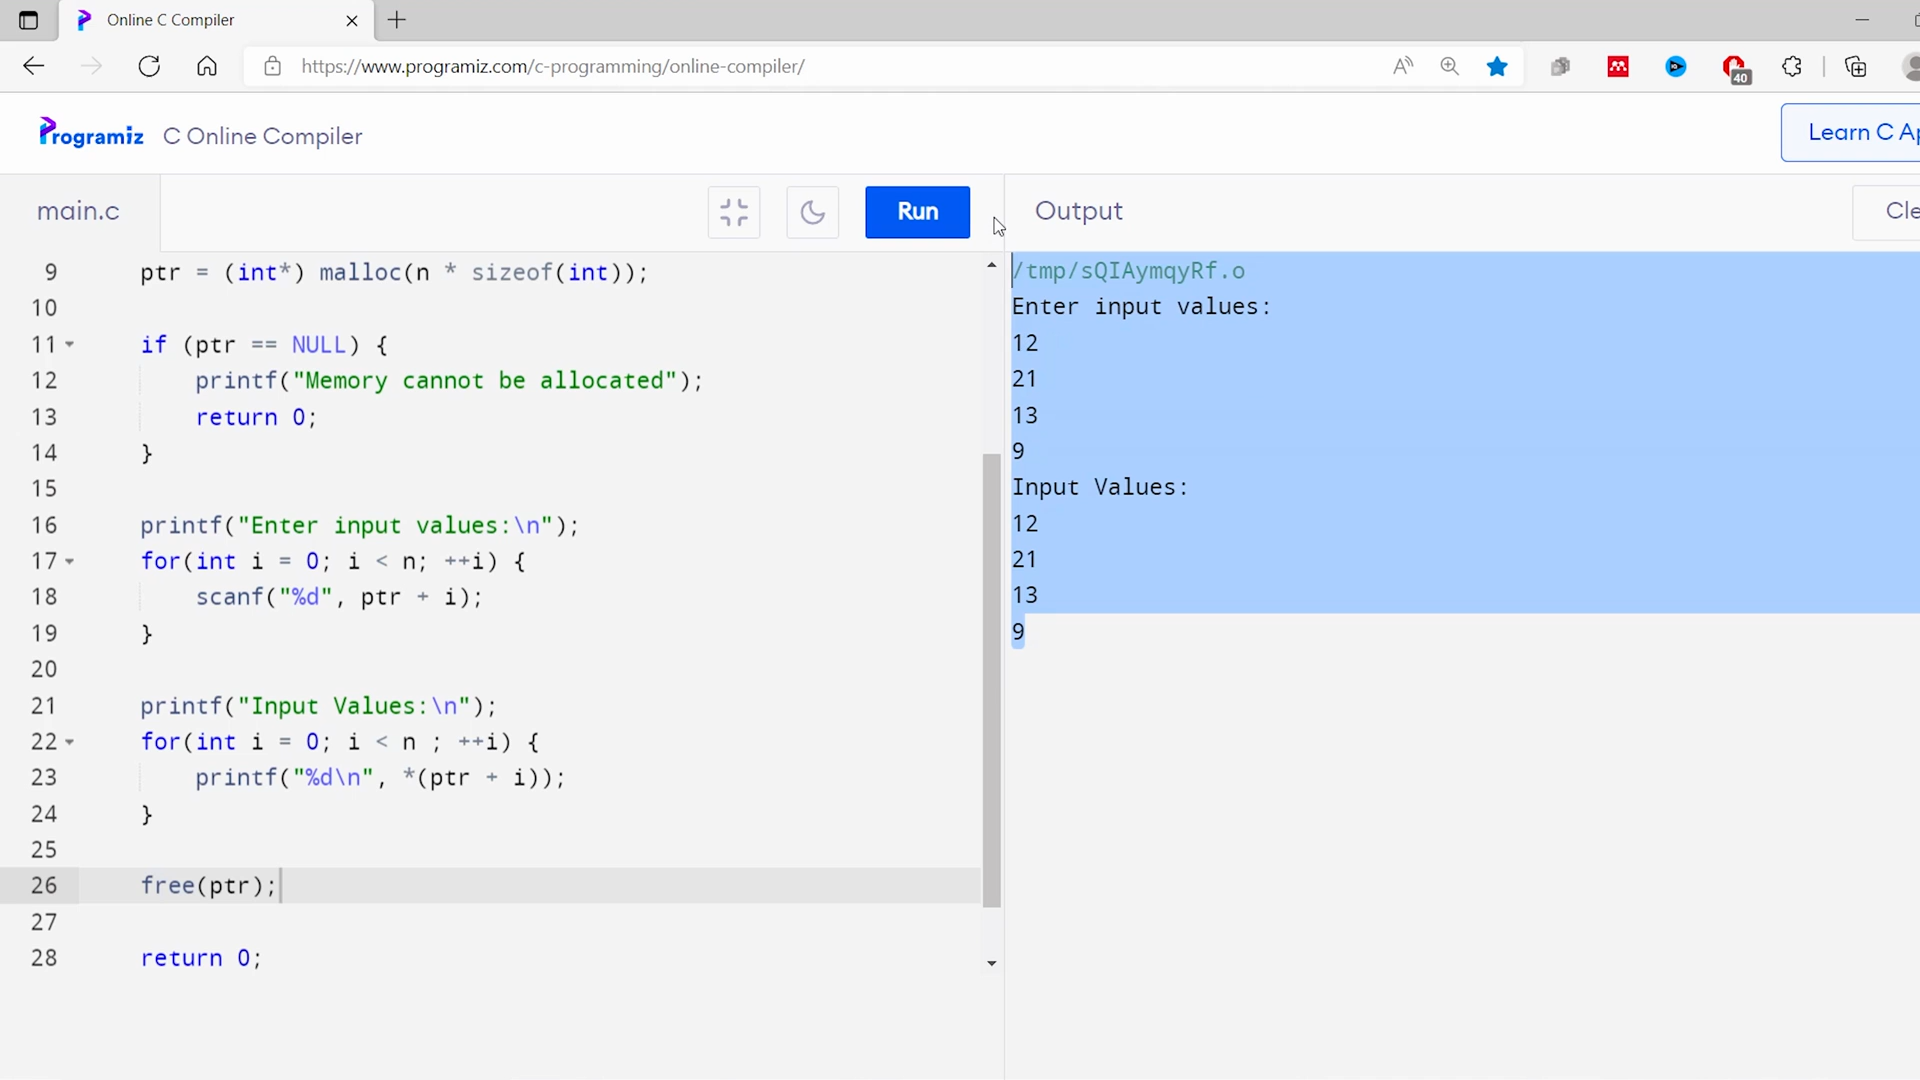 Online C Compiler
https://www.programiz.com/c-programming/online-compiler/
40
Programiz C Online Compiler
Learn C Ap
main.c
Run
Output
Cle
9 ptr = (int*) malloc(n * sizeof(int));
10
11 if (ptr == NULL) {
12 printf("Memory cannot be allocated");
13 return 0;
14 }
15
16 printf("Enter input values:\n");
17 for(int i = 0; i < n; ++i) {
18 scanf("%d", ptr + i);
19 }
20
21 printf("Input Values:\n");
22 for(int i = 0; i < n ; ++i) {
23 printf("%d\n", *(ptr + i));
24 }
25
26 free(ptr);
27
28 return 0;
/tmp/sQIAymqyRf.o
Enter input values:
12
21
13
9
Input Values:
12
21
13
9